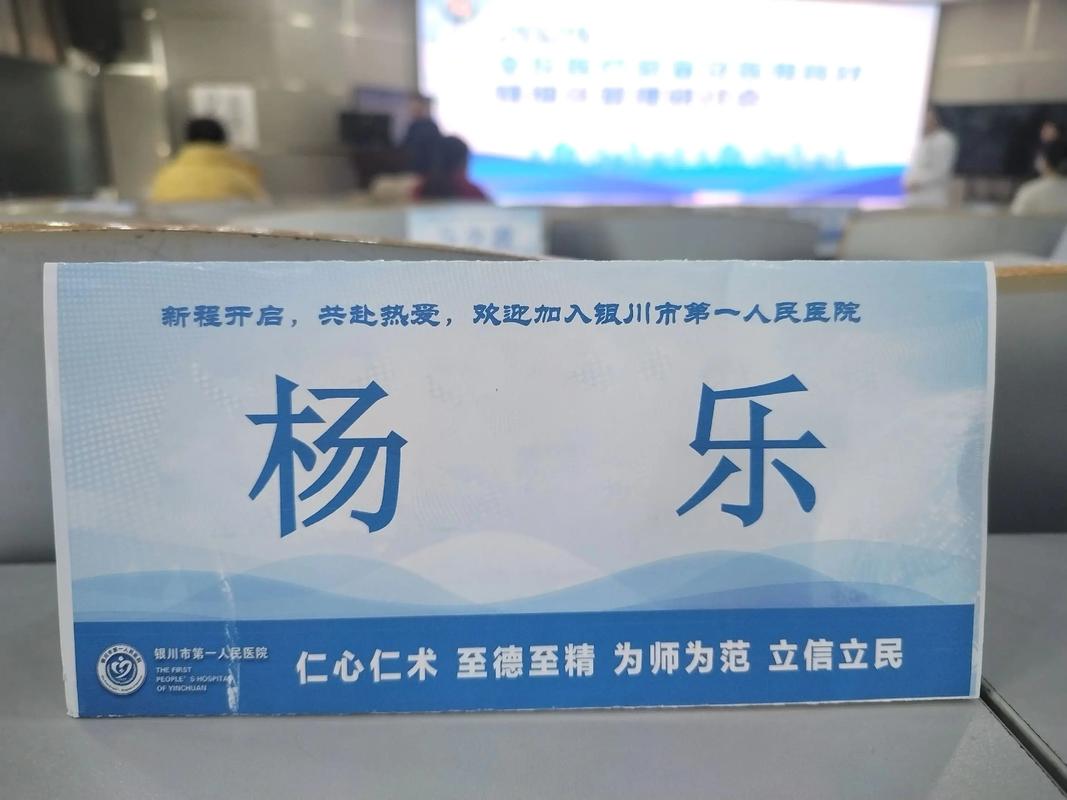 新程开启，共赴热爱，欢迎加入银川市第一人民医院
杨 乐
银川市第一人民医院
THE FIRST
PEOPLE'S HOSPITAL
OF YINCHUAN
仁心仁术 至德至精 为师为范 立信立民